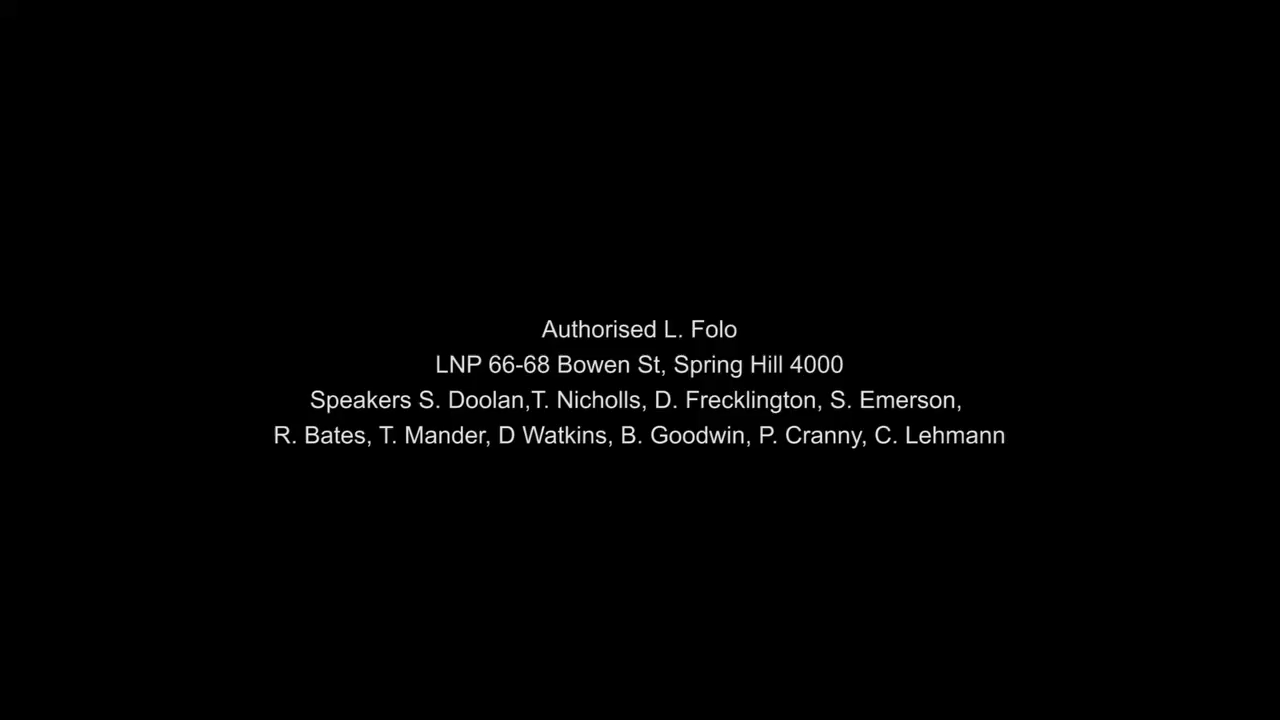 Authorised L. Folo
LNP 66-68 Bowen St, Spring Hill 4000
Speakers S. Doolan,T. Nicholls, D. Frecklington, S. Emerson,
R. Bates, T. Mander, D Watkins, B. Goodwin, P. Cranny, C. Lehmann